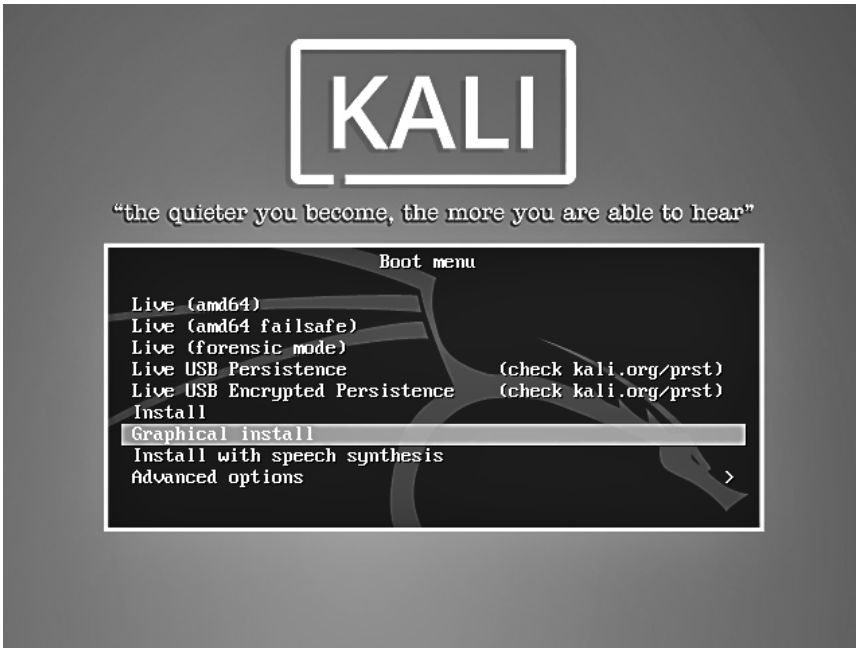 KALI
“the quieter you become, the more you are able to hear”
Boot menu
Live (amd64)
Live (amd64 failsafe)
Live (forensic mode)
Live USB Persistence (check kali.org/prst)
Live USB Encrypted Persistence (check kali.org/prst)
Install
Graphical install
Install with speech synthesis
Advanced options >